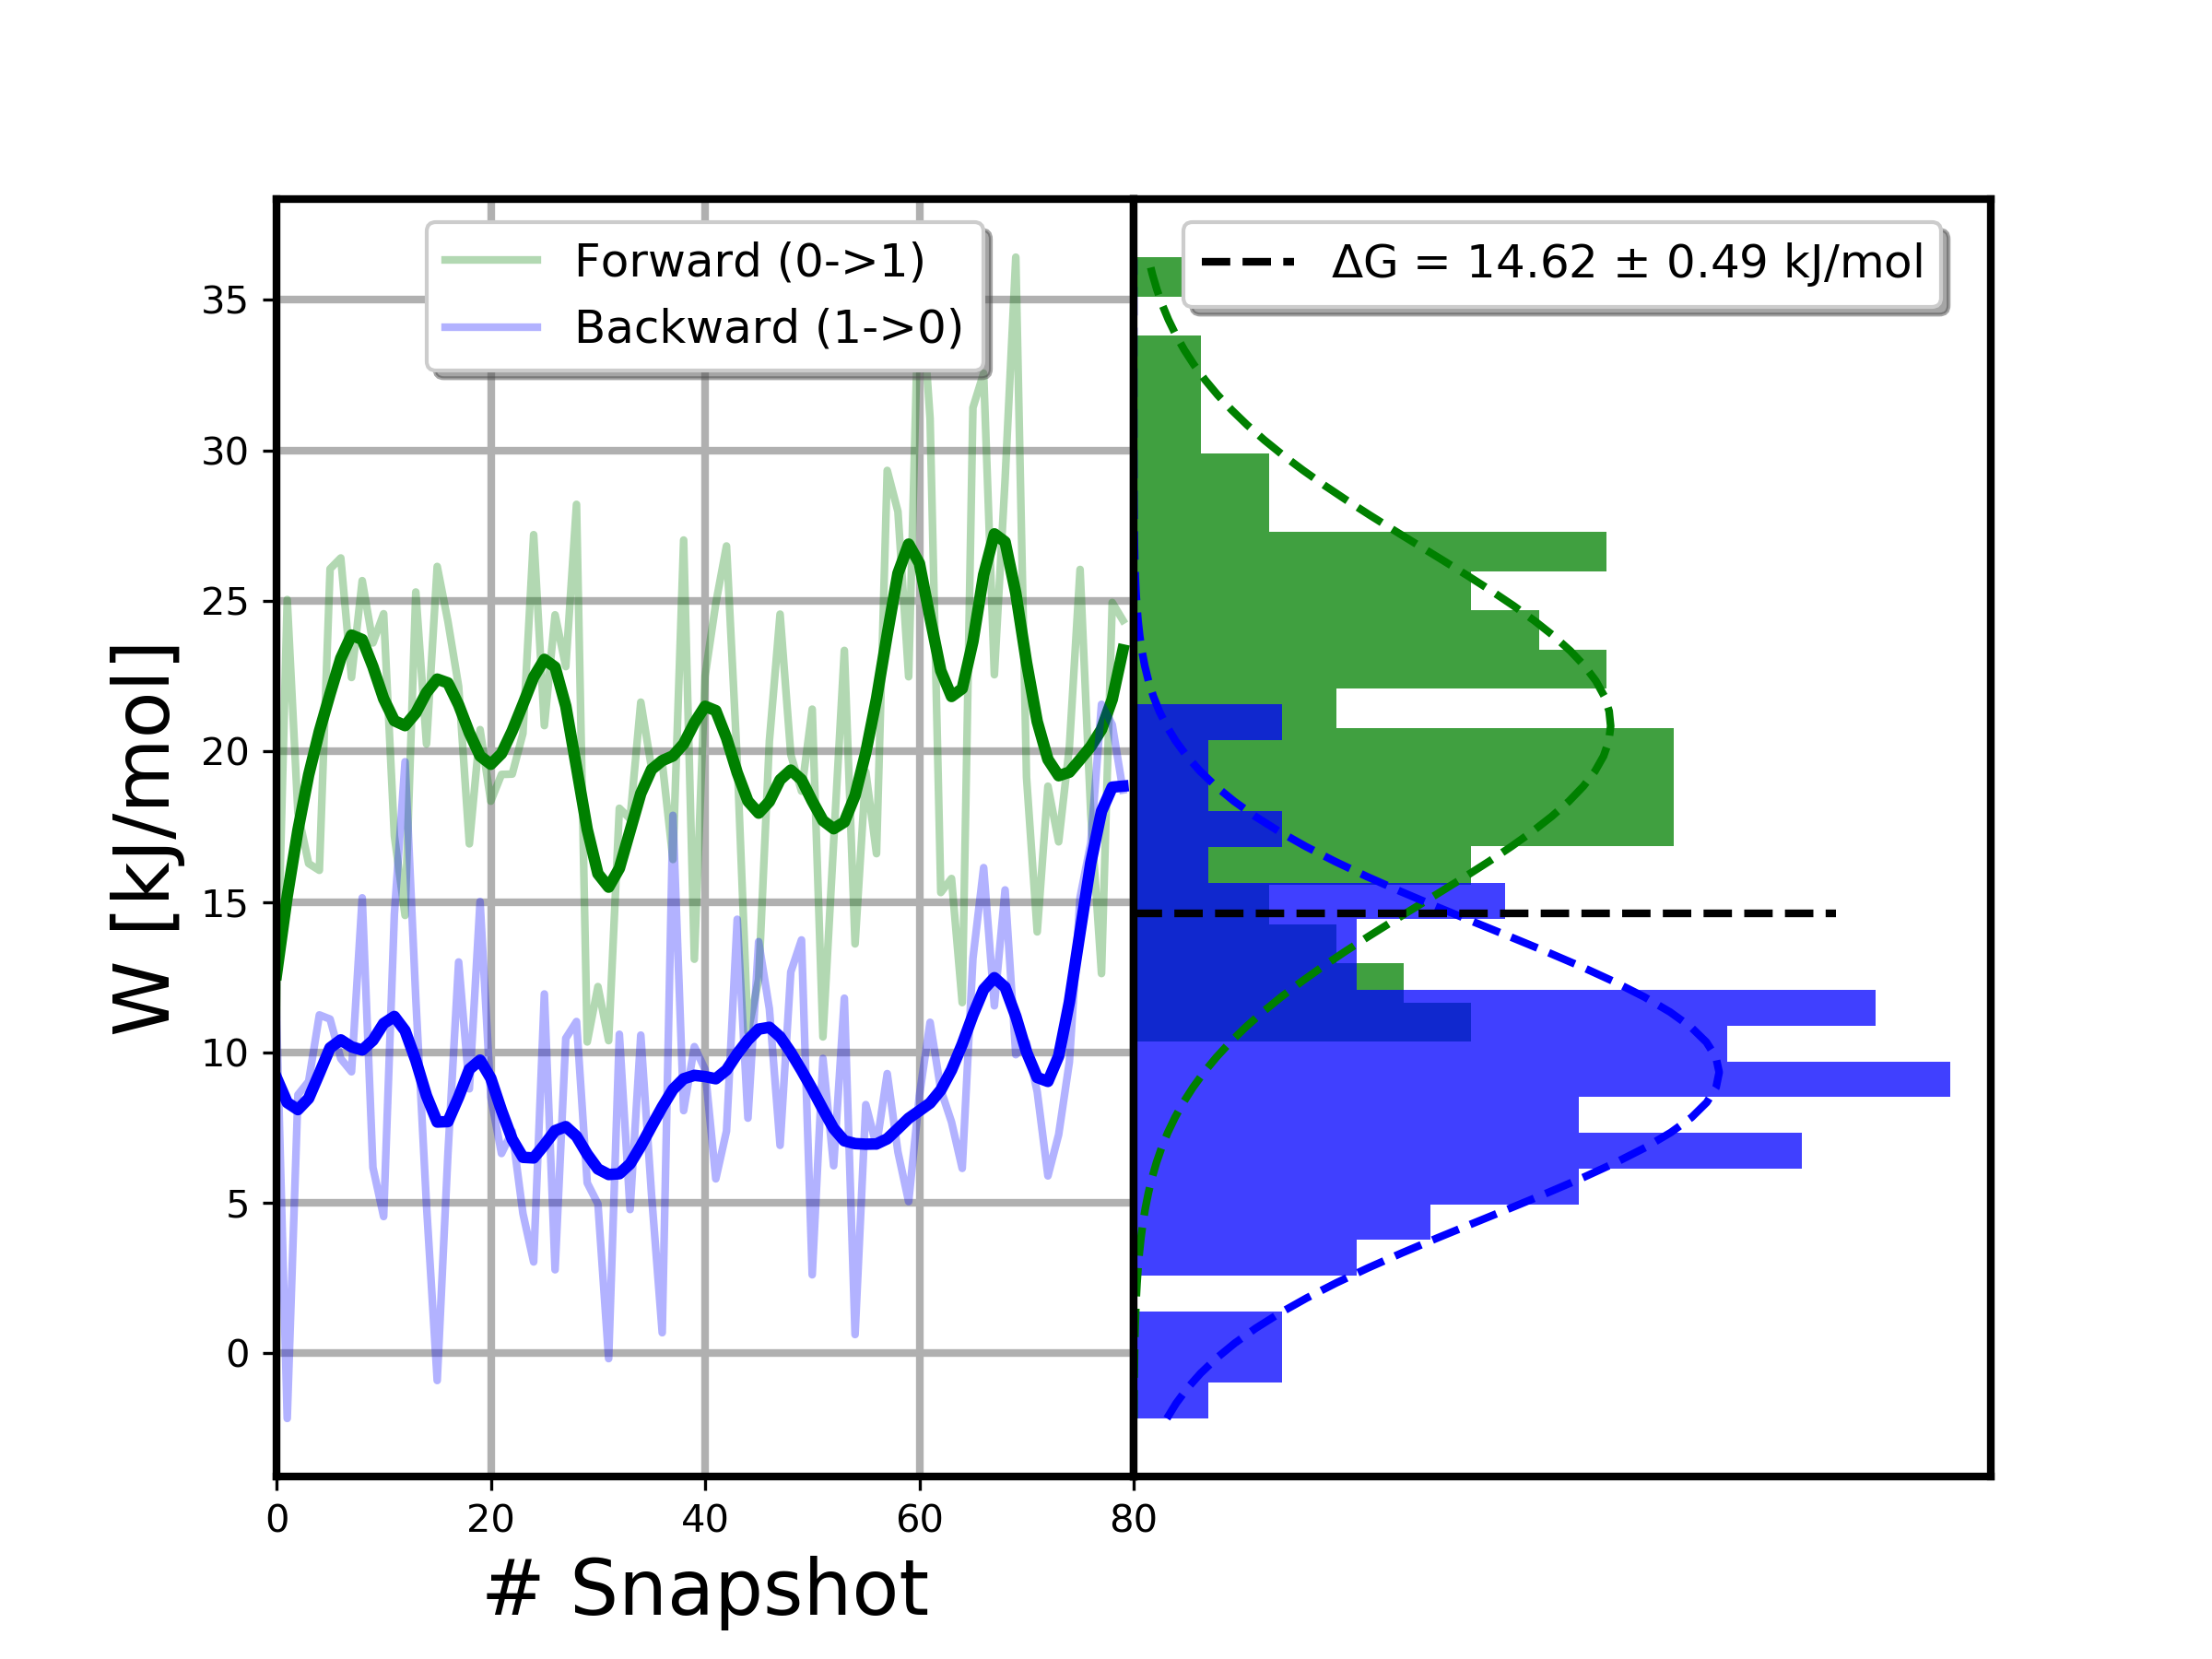 Forward (0->1)
Backward (1->0)
ΔG = 14.62 ± 0.49 kJ/mol
35
30
25
20
15
10
5
0
W [kJ/mol]
0 20 40 60 80
# Snapshot